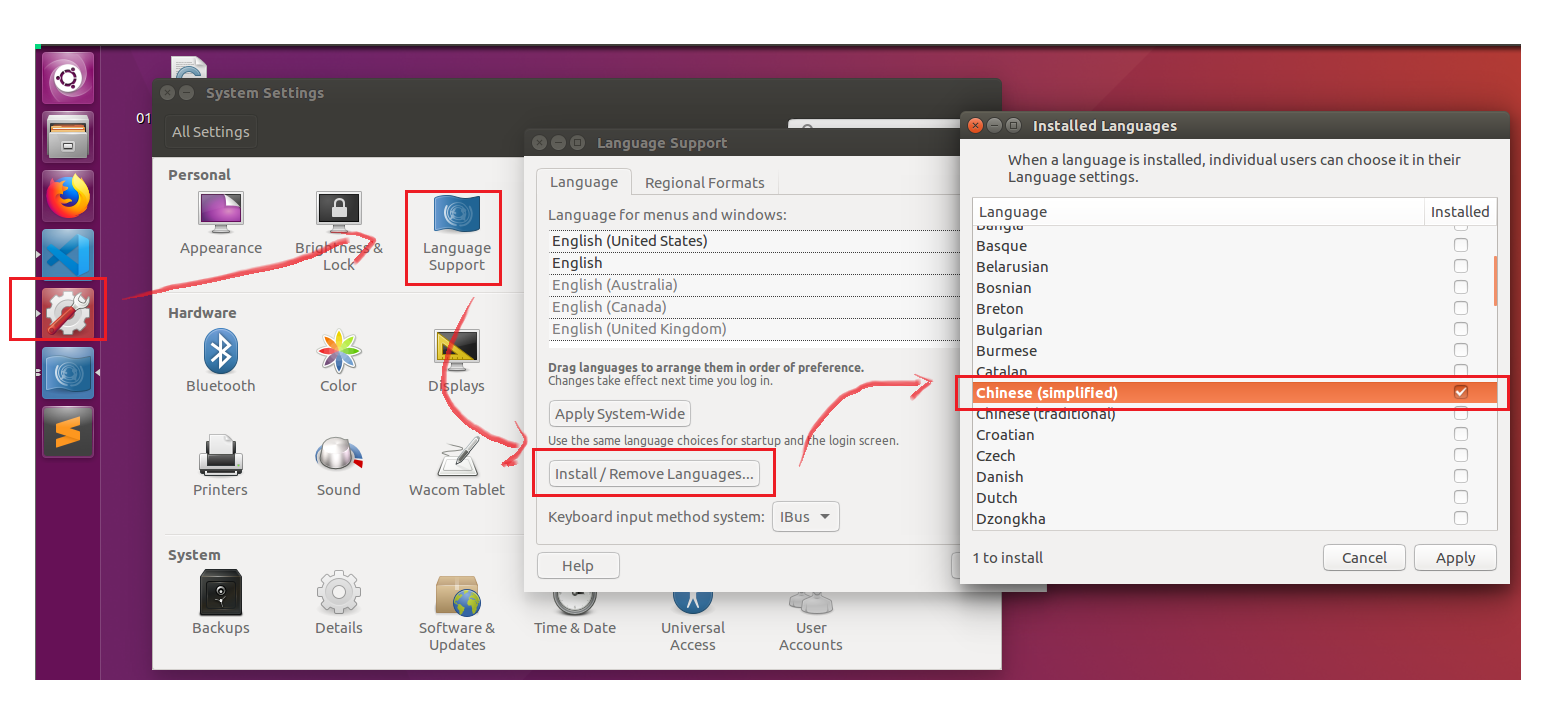 System Settings
01
All Settings
Personal
Appearance
Brightness &
Lock
Language
Support
Hardware
Bluetooth
Color
Displays
Printers
Sound
Wacom Tablet
System
Backups
Details
Software &
Updates
Time & Date
Universal
Access
User
Accounts
Language Support
Language
Regional Formats
Language for menus and windows:
English (United States)
English
English (Australia)
English (Canada)
English (United Kingdom)
Drag languages to arrange them in order of preference.
Changes take effect next time you log in.
Apply System-Wide
Use the same language choices for startup and the login screen.
Install / Remove Languages...
Keyboard input method system: IBus
Help
Installed Languages
When a language is installed, individual users can choose it in their
Language settings.
Language Installed
Bangla
Basque
Belarusian
Bosnian
Breton
Bulgarian
Burmese
Catalan
Chinese (simplified)
Chinese (traditional)
Croatian
Czech
Danish
Dutch
Dzongkha
1 to install
Cancel
Apply